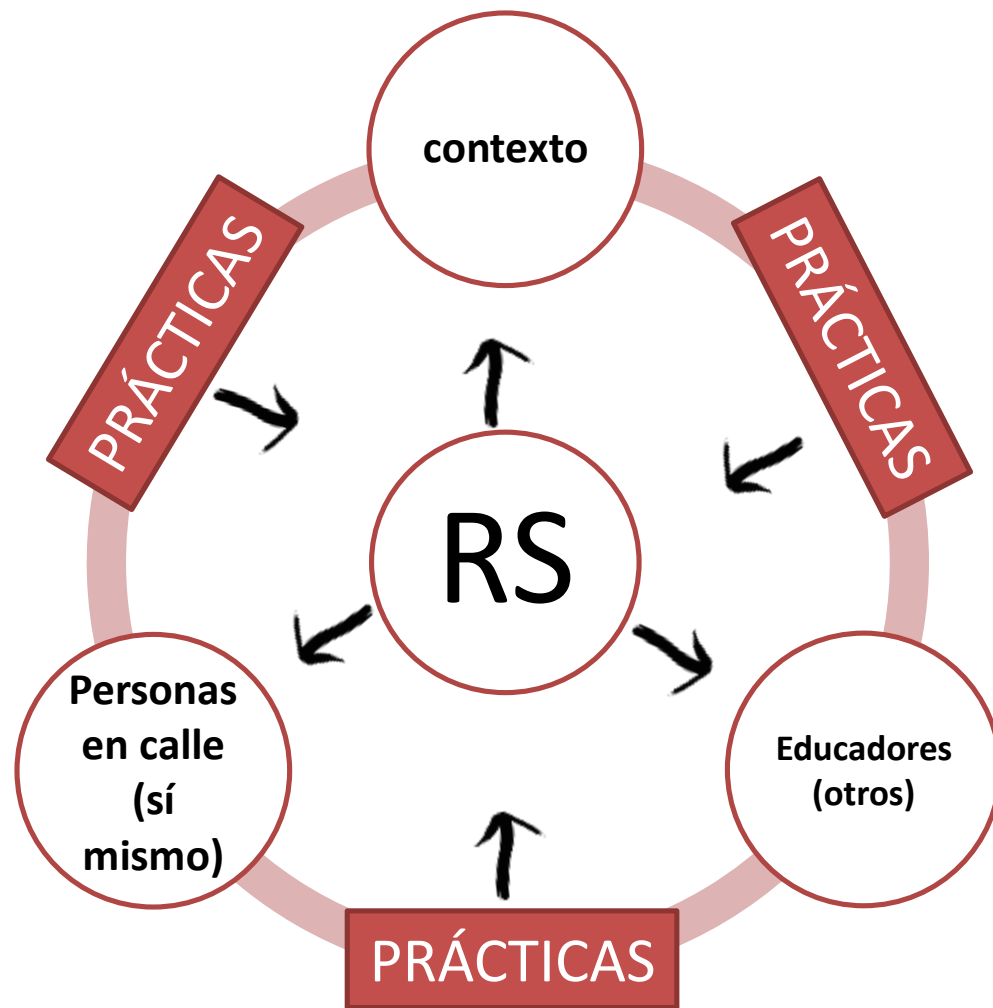 contexto
PRÁCTICAS
PRÁCTICAS
RS
Personas
en calle
(sí
mismo)
Educadores
(otros)
PRÁCTICAS